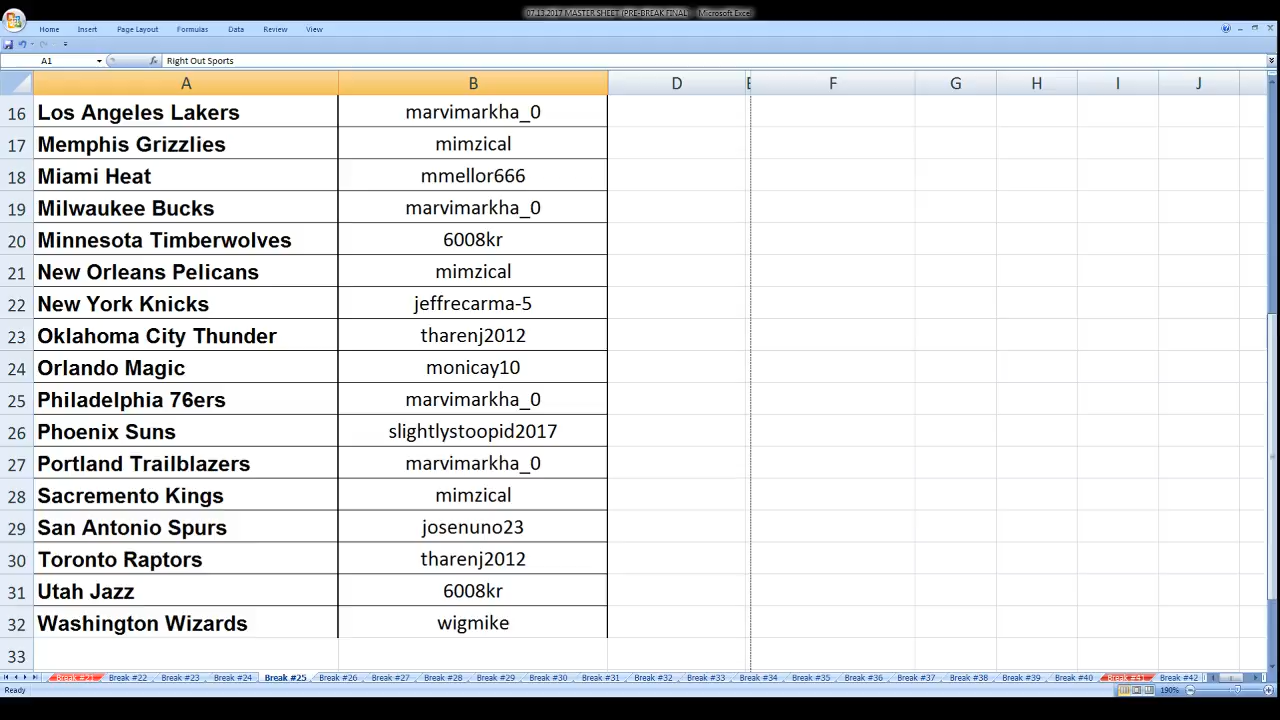 07.13.2017 MASTER SHEET (PRE-BREAK FINAL) - Microsoft Excel
Home Insert Page Layout Formulas Data Review View
A1 fx Right Out Sports
A B D E F G H I J
16 Los Angeles Lakers marvimarkha_0
17 Memphis Grizzlies mimzical
18 Miami Heat mmellor666
19 Milwaukee Bucks marvimarkha_0
20 Minnesota Timberwolves 6008kr
21 New Orleans Pelicans mimzical
22 New York Knicks jeffrecarma-5
23 Oklahoma City Thunder tharenj2012
24 Orlando Magic monicay10
25 Philadelphia 76ers marvimarkha_0
26 Phoenix Suns slightlystoopid2017
27 Portland Trailblazers marvimarkha_0
28 Sacremento Kings mimzical
29 San Antonio Spurs josenuno23
30 Toronto Raptors tharenj2012
31 Utah Jazz 6008kr
32 Washington Wizards wigmike
33
Break #21 Break #22 Break #23 Break #24 Break #25 Break #26 Break #27 Break #28 Break #29 Break #30 Break #31 Break #32 Break #33 Break #34 Break #35 Break #36 Break #37 Break #38 Break #39 Break #40 Break #41 Break #42
Ready 190%